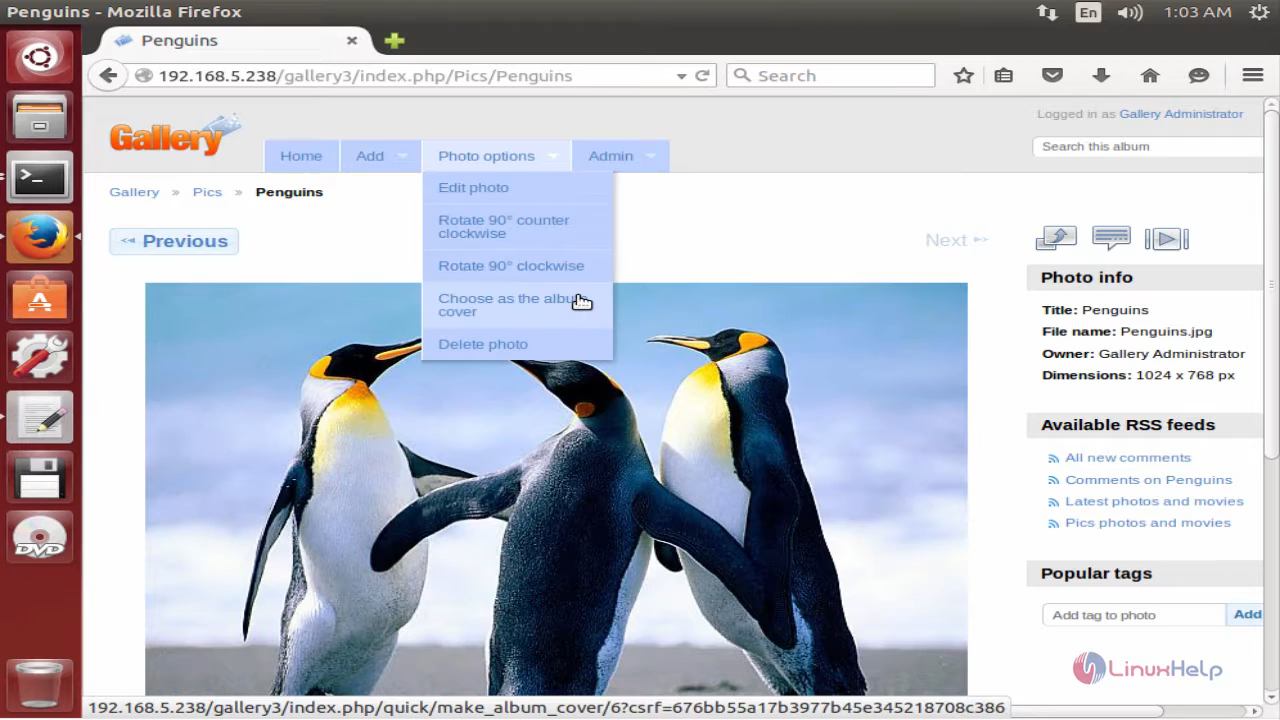 Penguins - Mozilla Firefox
En
1:03 AM
Penguins
192.168.5.238/gallery3/index.php/Pics/Penguins
Search
Logged in as Gallery Administrator
Gallery
Home
Add
Photo options
Admin
Search this album
Gallery » Pics » Penguins
Edit photo
Rotate 90° counter
clockwise
Rotate 90° clockwise
Choose as the album
cover
Delete photo
Previous
Next
Photo info
Title: Penguins
File name: Penguins.jpg
Owner: Gallery Administrator
Dimensions: 1024 x 768 px
Available RSS feeds
All new comments
Comments on Penguins
Latest photos and movies
Pics photos and movies
Popular tags
Add tag to photo
Add
DVD
LinuxHelp
192.168.5.238/gallery3/index.php/quick/make_album_cover/6?csrf=676bb55a17b3977b45e345218708c386